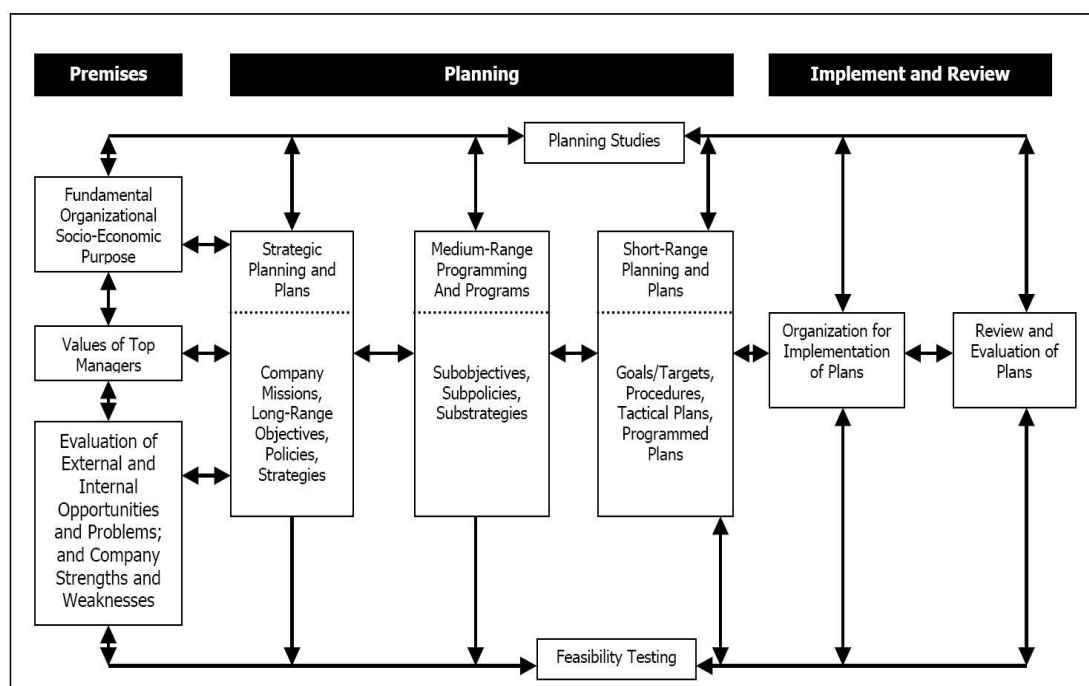 Premises
Planning
Implement and Review
Planning Studies
Fundamental
Organizational
Socio-Economic
Purpose
Values of Top
Managers
Evaluation of
External and
Internal
Opportunities
and Problems;
and Company
Strengths and
Weaknesses
Strategic
Planning and
Plans
Company
Missions,
Long-Range
Objectives,
Policies,
Strategies
Medium-Range
Programming
And Programs
Subobjectives,
Subpolicies,
Substrategies
Short-Range
Planning and
Plans
Goals/Targets,
Procedures,
Tactical Plans,
Programmed
Plans
Organization for
Implementation
of Plans
Review and
Evaluation of
Plans
Feasibility Testing